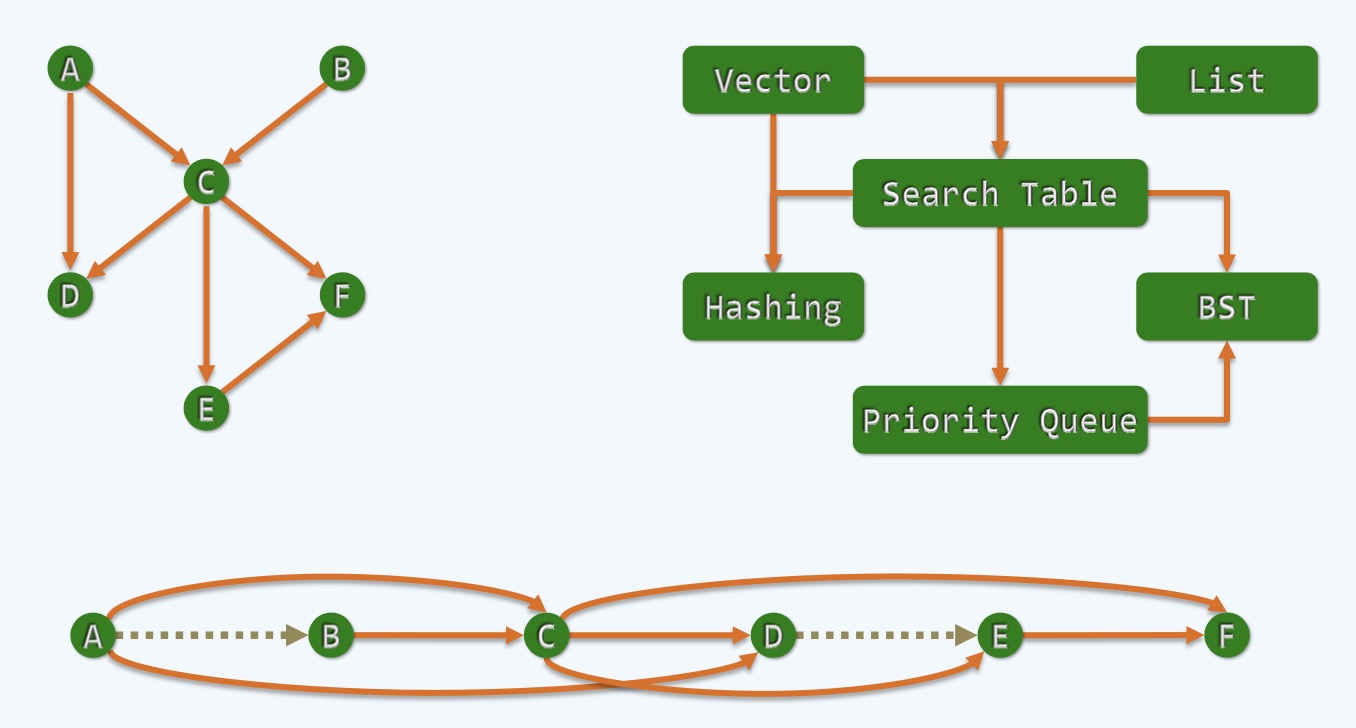 A
B
C
D
F
E
Vector
List
Search Table
Hashing
BST
Priority Queue
A
B
C
D
E
F